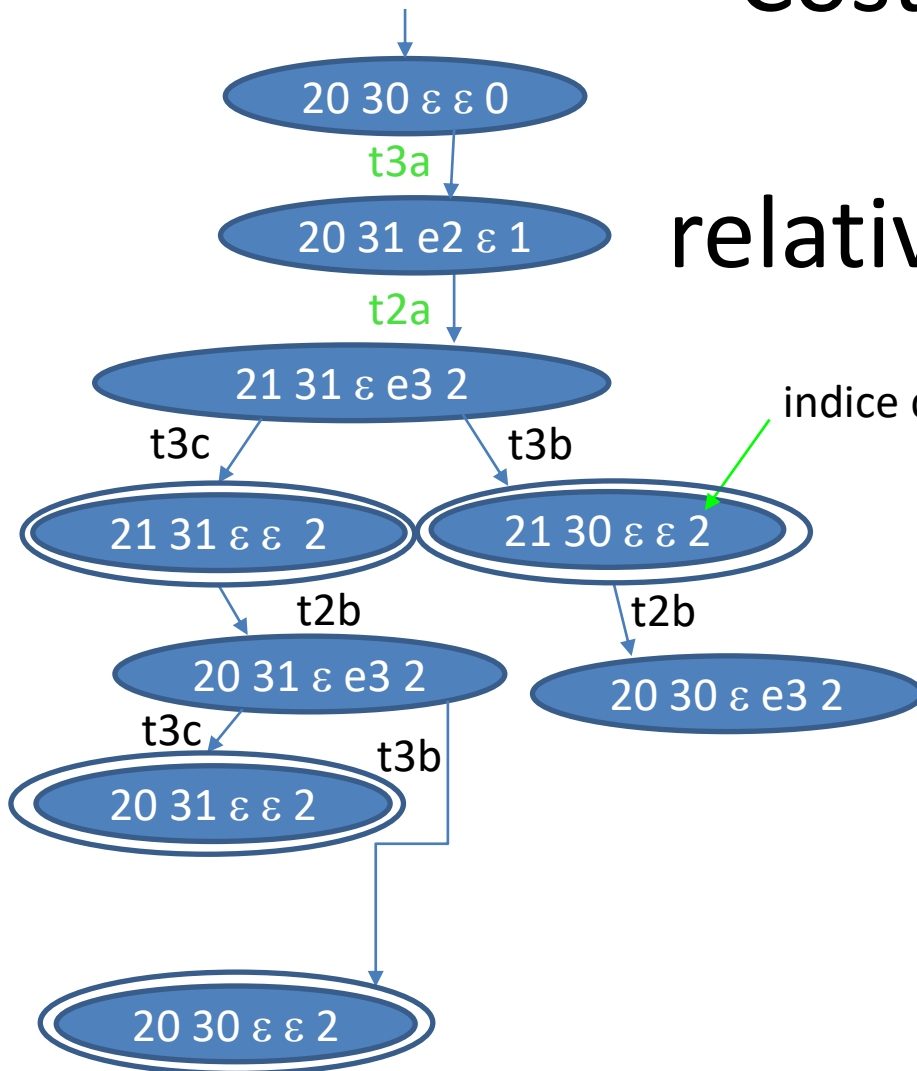 20 30 ε ε 0
t3a
20 31 e2 ε 1
relativ
t2a
21 31 ε e3 2
indice
t3c
t3b
21 31 ε ε 2
21 30 ε ε 2
t2b
t2b
20 31 ε e3 2
20 30 ε e3 2
t3c
t3b
20 31 ε ε 2
20 30 ε ε 2